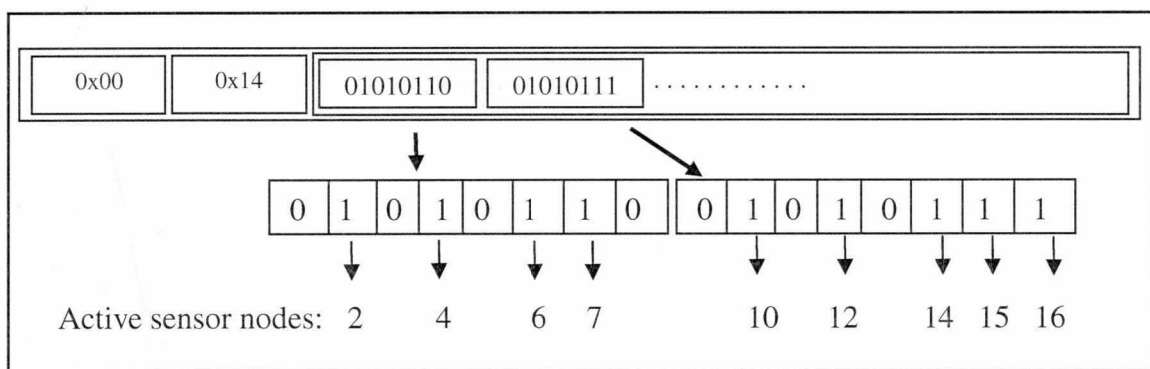 0x00 0x14 01010110 01010111 . . . . . . . . . . . .
0 1 0 1 0 1 1 0 0 1 0 1 0 1 1 1
Active sensor nodes: 2 4 6 7 10 12 14 15 16